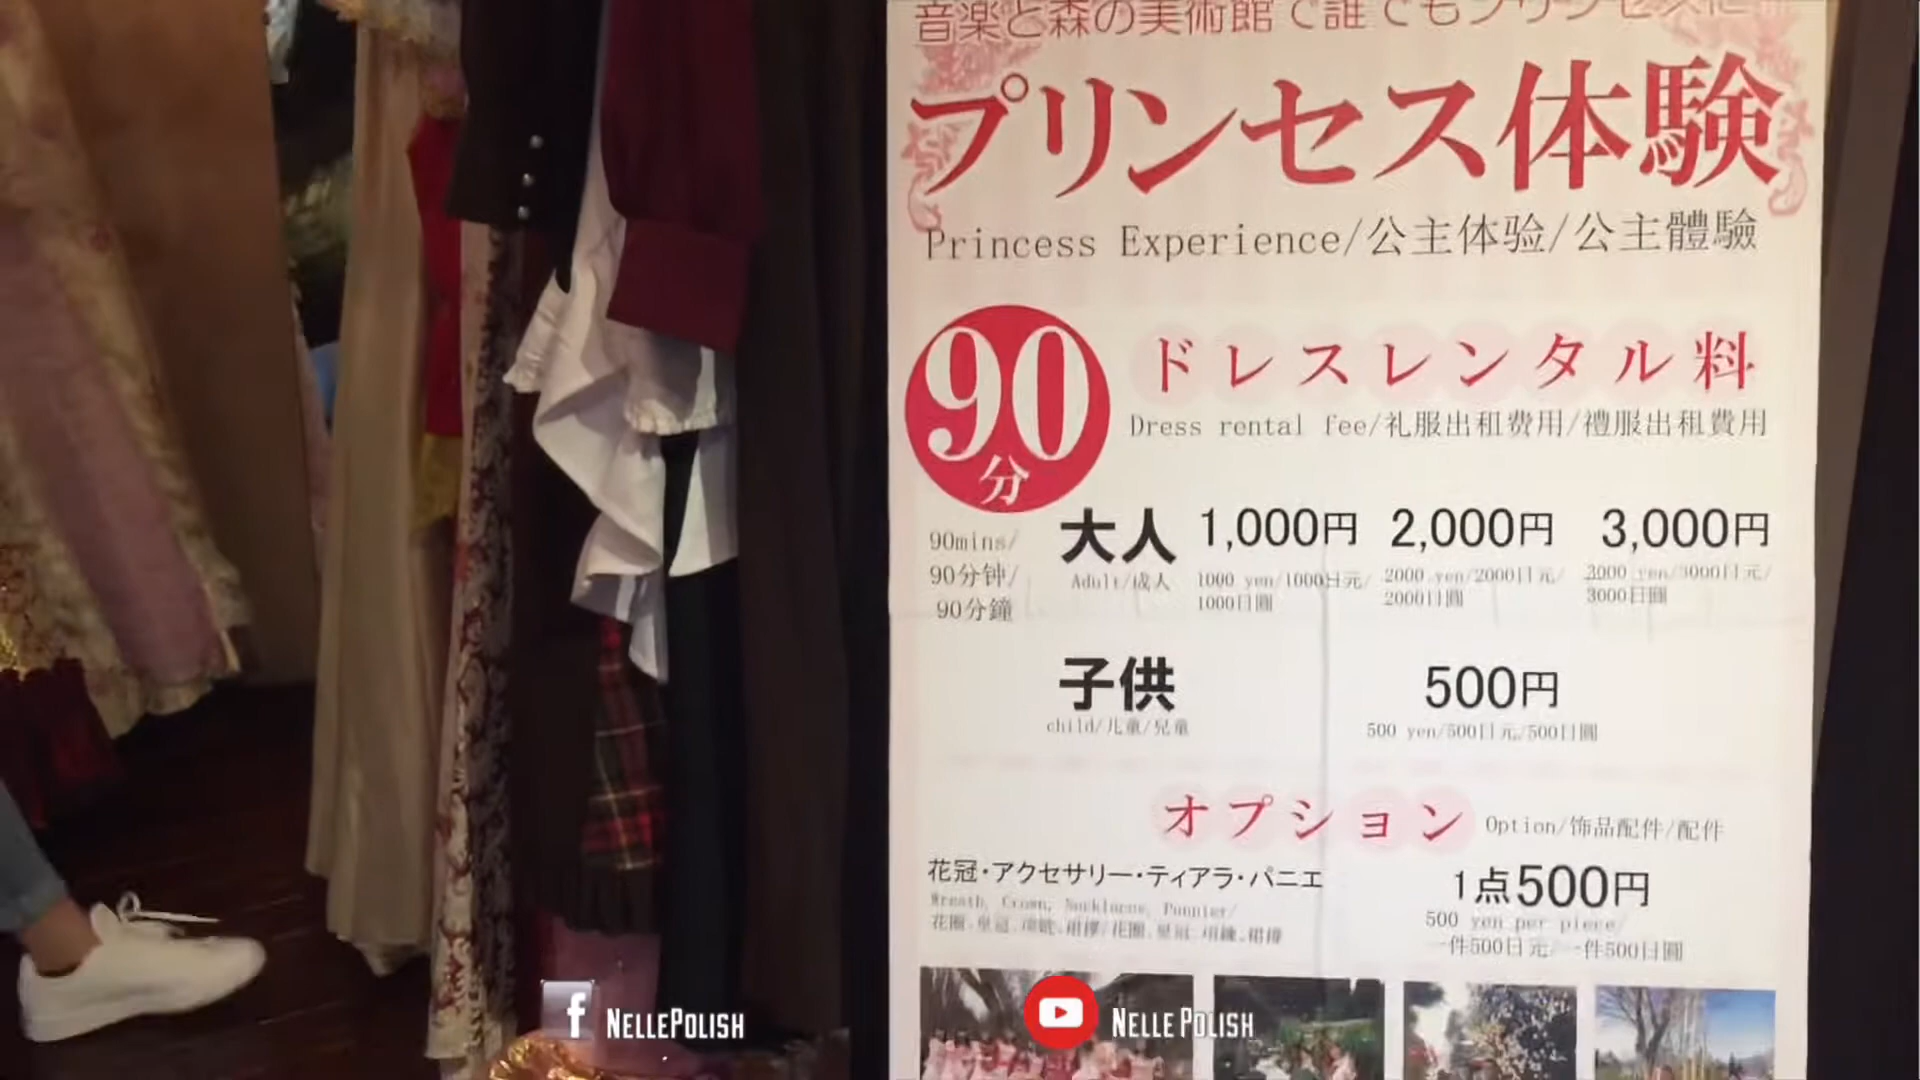 音楽と森の美術館で誰でもプリンセスに
プリンセス体験
Princess Experience/公主体验/公主體驗
90分
ドレスレンタル料
Dress rental fee/礼服出租费用/禮服出租費用
90mins/
90分钟/
90分鐘
大人 1,000円 2,000円 3,000円
Adult/成人
1000 yen/1000日元/
1000日圓
2000 yen/2000日元/
2000日圓
3000 yen/3000日元/
3000日圓
子供 500円
child/儿童/兒童
500 yen/500日元/500日圓
オプション Option/饰品配件/配件
花冠・アクセサリー・ティアラ・パニエ
1点500円
Wreath, Crown, Necklace, Pannier/
500 yen per piece/
一件500日元/一件500日圓
NellePolish
Nelle Polish